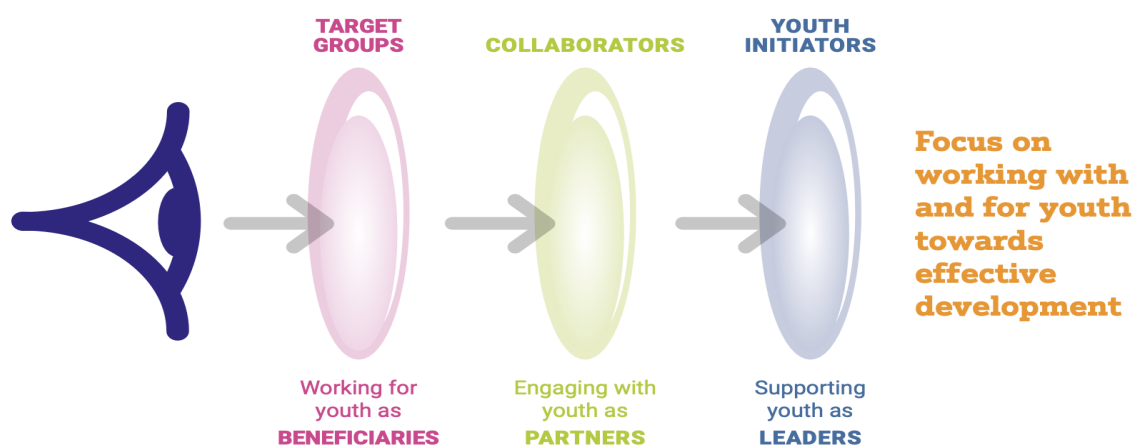 TARGET
GROUPS
COLLABORATORS
YOUTH
INITIATORS
Focus on
working with
and for youth
towards
effective
development
Working for
youth as
BENEFICIARIES
Engaging with
youth as
PARTNERS
Supporting
youth as
LEADERS